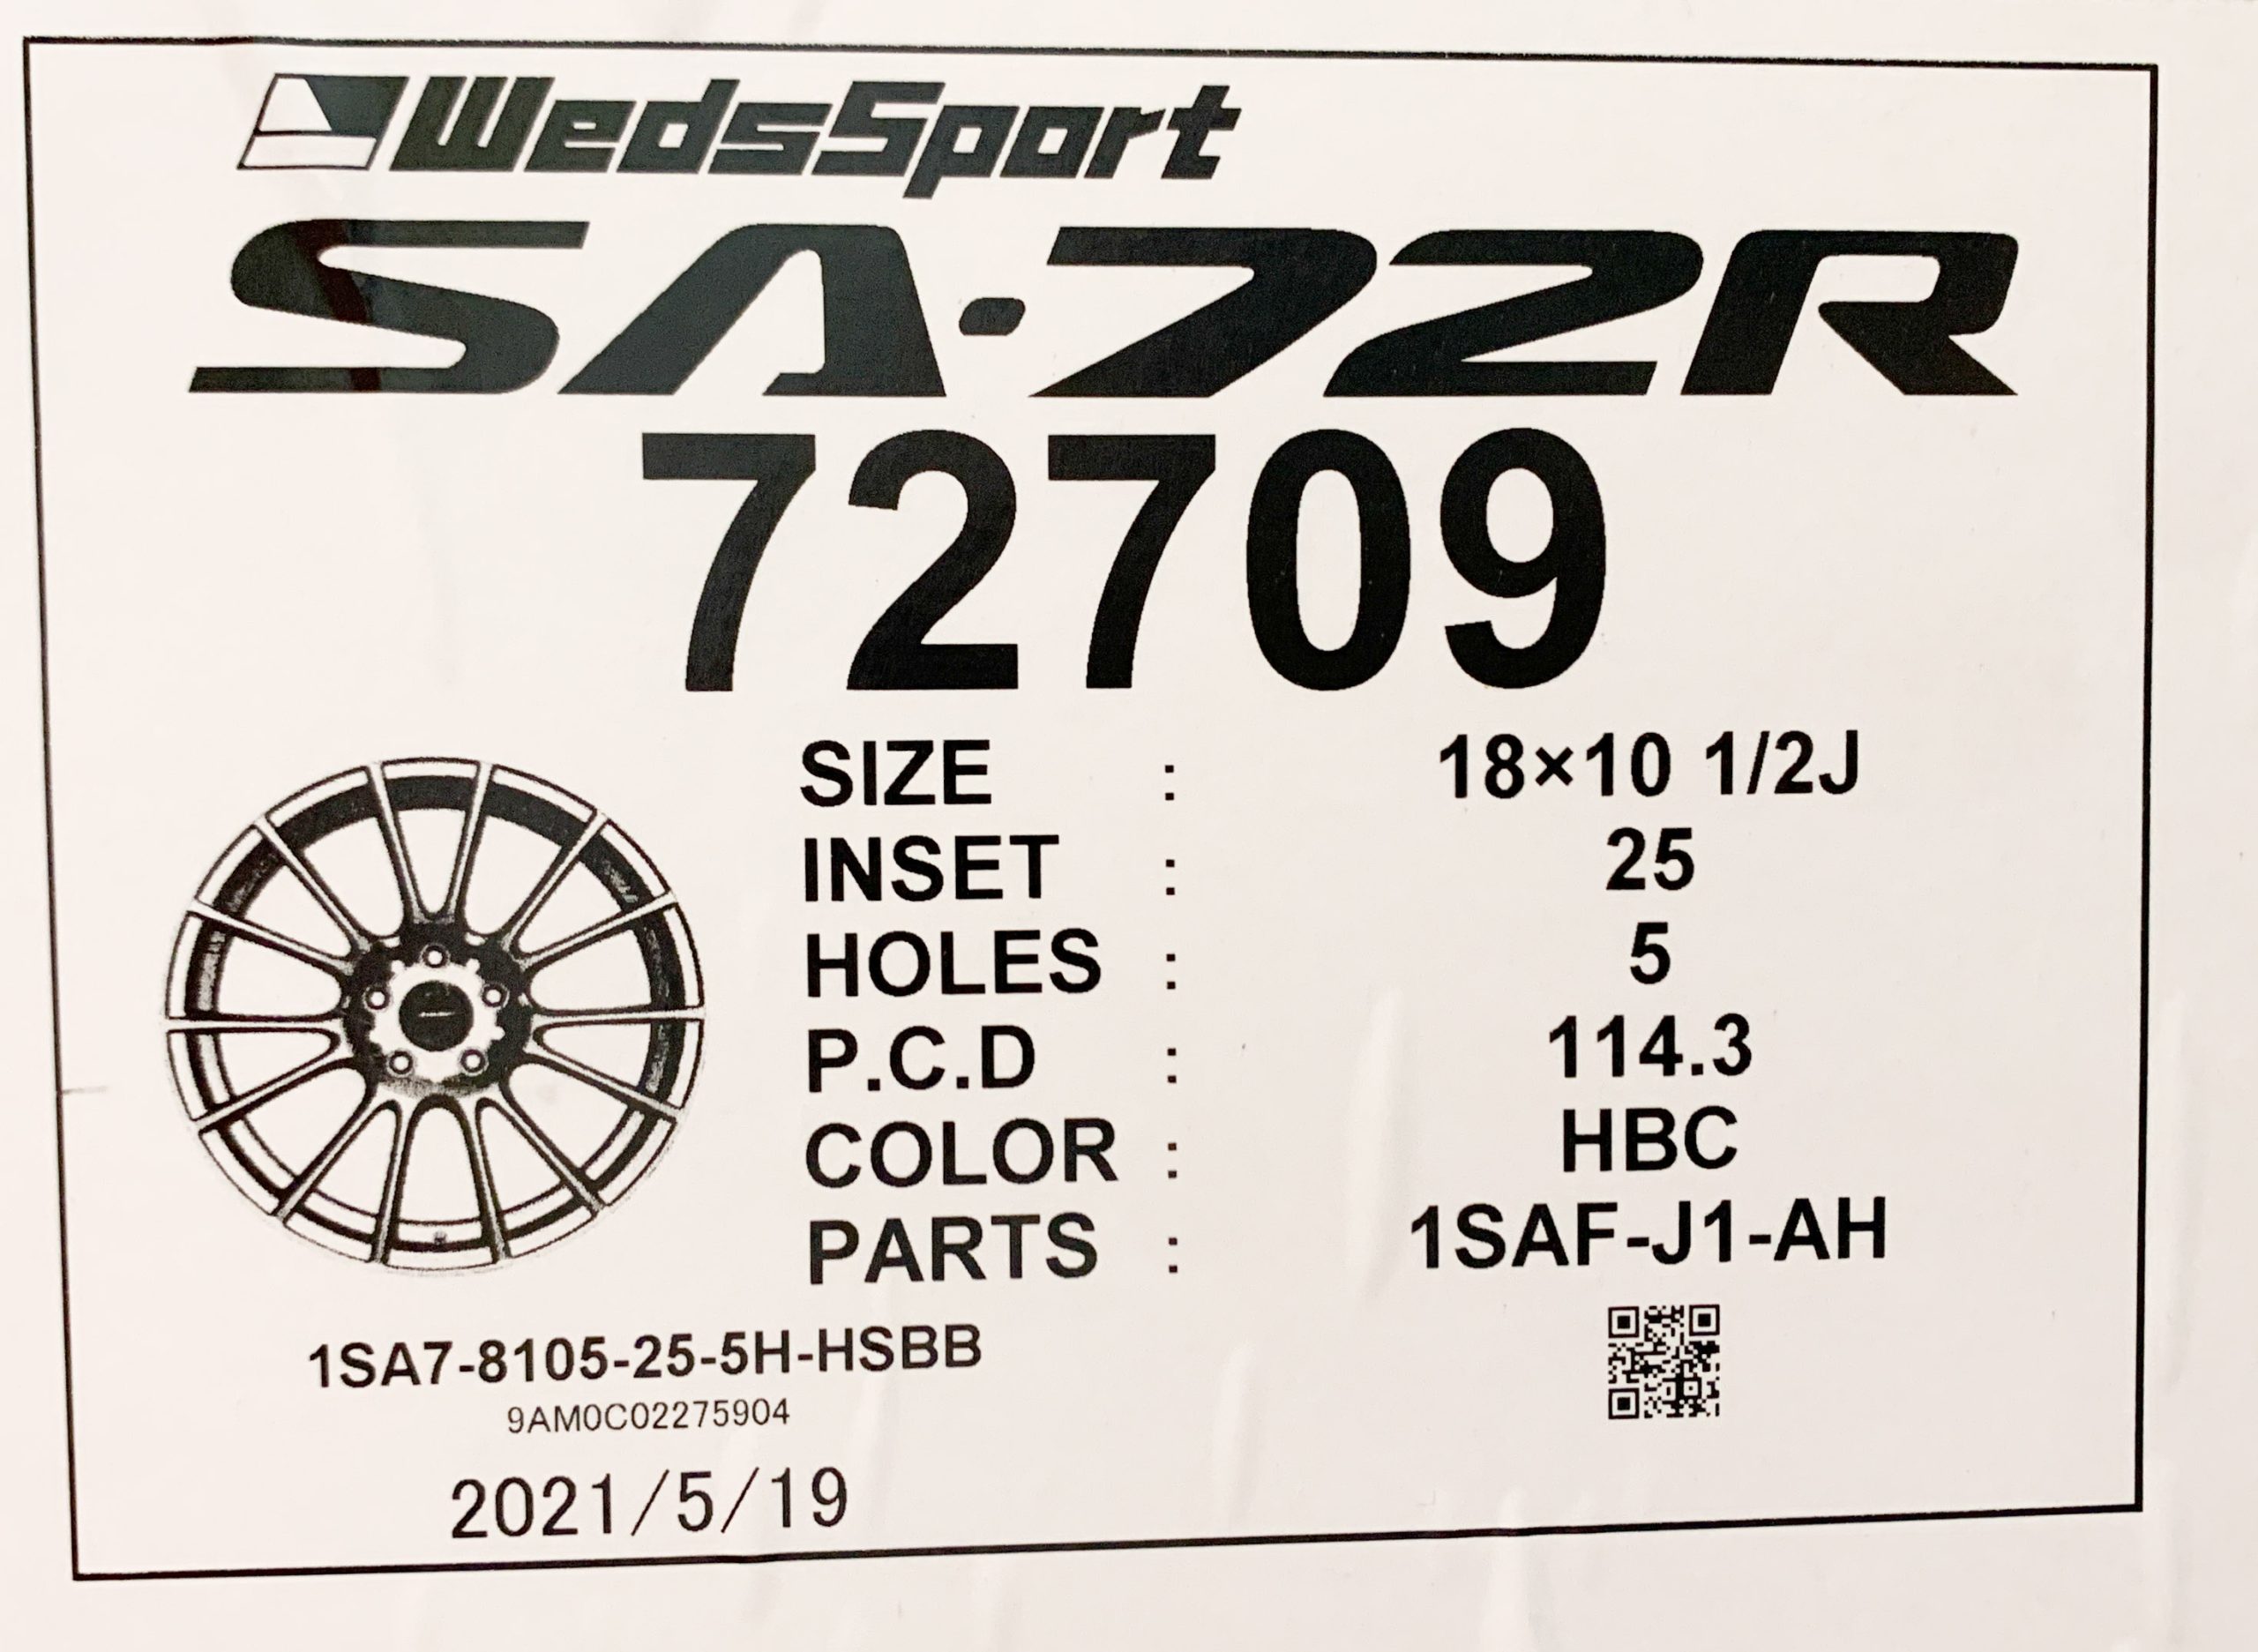 WedsSport
SA-72R
72709
SIZE : 18×10 1/2J
INSET : 25
HOLES : 5
P.C.D : 114.3
COLOR : HBC
PARTS : 1SAF-J1-AH
1SA7-8105-25-5H-HSBB
9AM0C02275904
2021/5/19